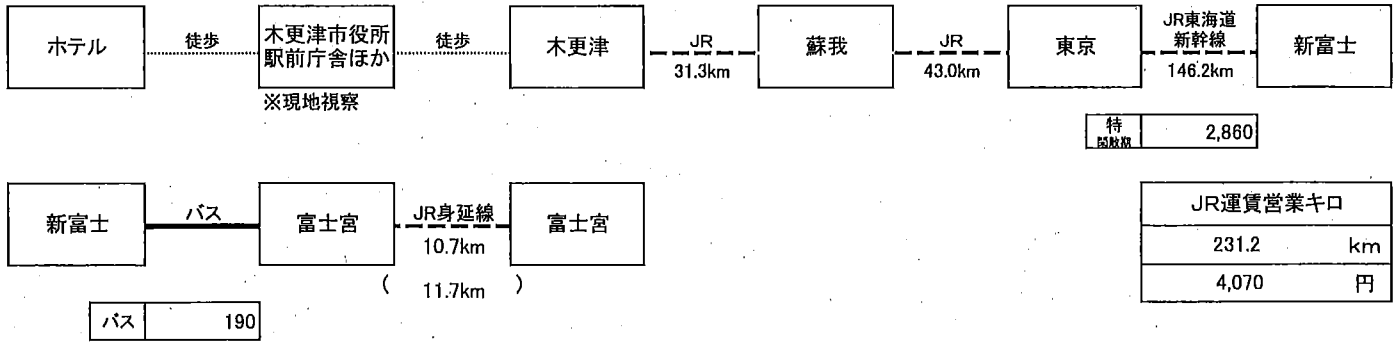 ホテル
徒歩
木更津市役所
駅前庁舎ほか
※現地視察
徒歩
木更津
JR
31.3km
蘇我
JR
43.0km
東京
JR東海道
新幹線
146.2km
新富士
特
閑散期
2,860
新富士
バス
富士宮
JR身延線
10.7km
( 11.7km )
富士宮
バス 190
JR運賃営業キロ
231.2 km
4,070 円